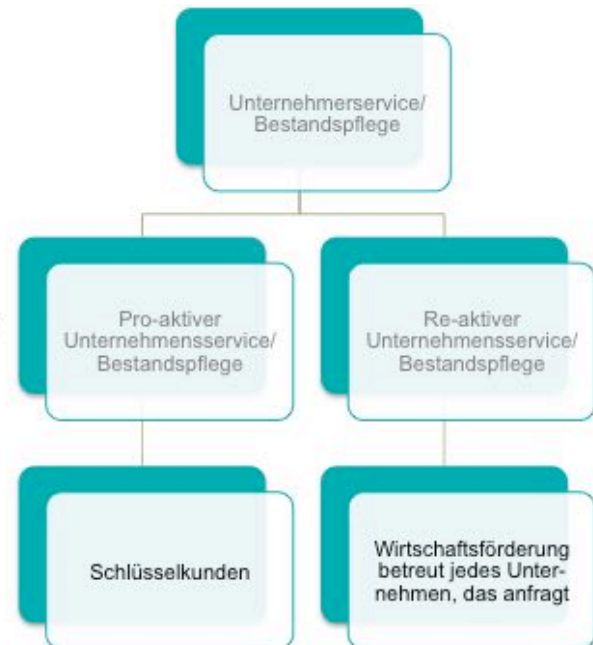 Unternehmerservice/
Bestandspflege
Pro-aktiver
Unternehmensservice/
Bestandspflege
Re-aktiver
Unternehmensservice/
Bestandspflege
Schlüsselkunden
Wirtschaftsförderung
betreut jedes Unter-
nehmen, das anfragt